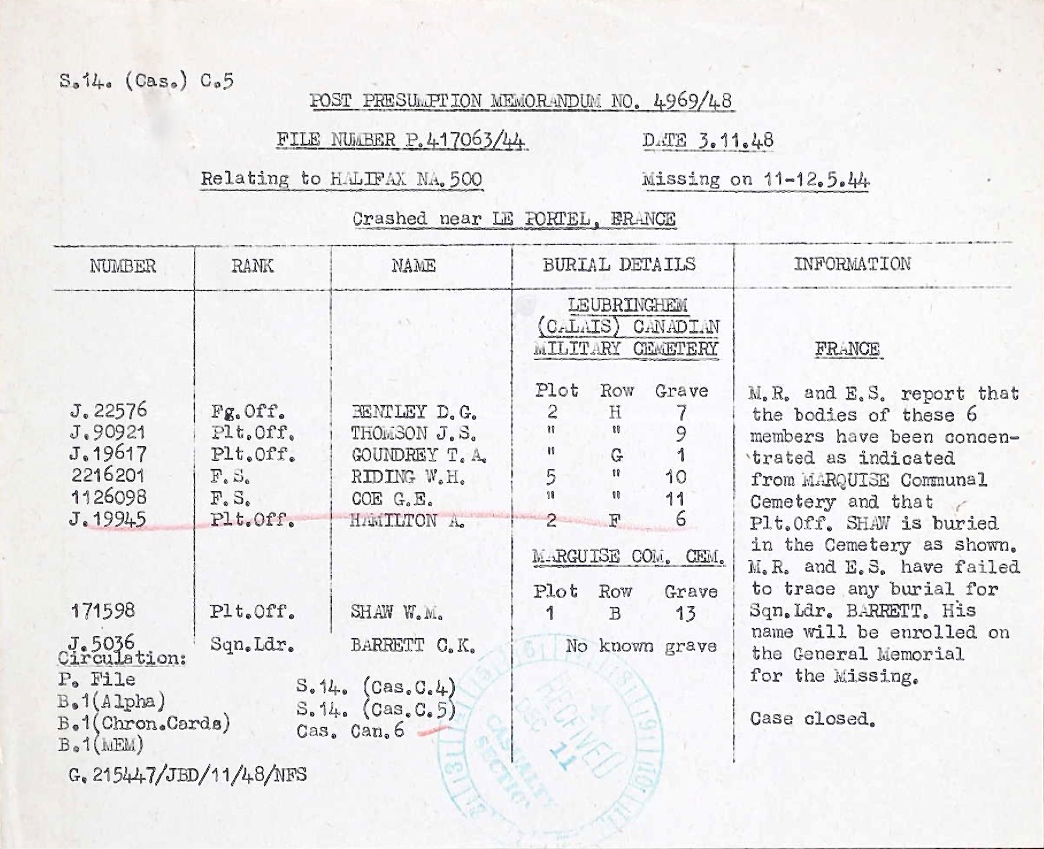 S.14. (Cas.) C.5
POST PRESUMPTION MEMORANDUM NO. 4969/48
FILE NUMBER P.417063/44 DATE 3.11.48
Relating to HALIFAX NA.500 Missing on 11-12.5.44
Crashed near LE PORTEL, FRANCE
NUMBER RANK NAME BURIAL DETAILS INFORMATION
LEUBRINGHEM
(CALAIS) CANADIAN
MILITARY CEMETERY
Plot Row Grave
J.22576 Fg.Off. BENTLEY D.G. 2 H 7
J.90921 Plt.Off. THOMSON J.S. " " 9
J.19617 Plt.Off. GOUNDREY T.A. " G 1
2216201 F.S. RIDING W.H. 5 " 10
1126098 F.S. COE G.E. " " 11
J.19945 Plt.Off. HAMILTON A. 2 F 6
MARGUISE COM. CEM.
Plot Row Grave
171598 Plt.Off. SHAW W.M. 1 B 13
J.5036 Sqn.Ldr. BARRETT C.K. No known grave
FRANCE
M.R. and E.S. report that
the bodies of these 6
members have been concen-
trated as indicated
from MARQUISE Communal
Cemetery and that
Plt.Off. SHAW is buried
in the Cemetery as shown.
M.R. and E.S. have failed
to trace any burial for
Sqn.Ldr. BARRETT. His
name will be enrolled on
the General Memorial
for the Missing.
Case closed.
Circulation:
P. File
B.1(Alpha)
B.1(Chron.Cards)
B.1(MEM)
S.14. (Cas.C.4)
S.14. (Cas.C.5)
Cas. Can.6
G.215447/JBD/11/48/NFS
RECEIVED
DEC 11
CASUALTY
SECTION